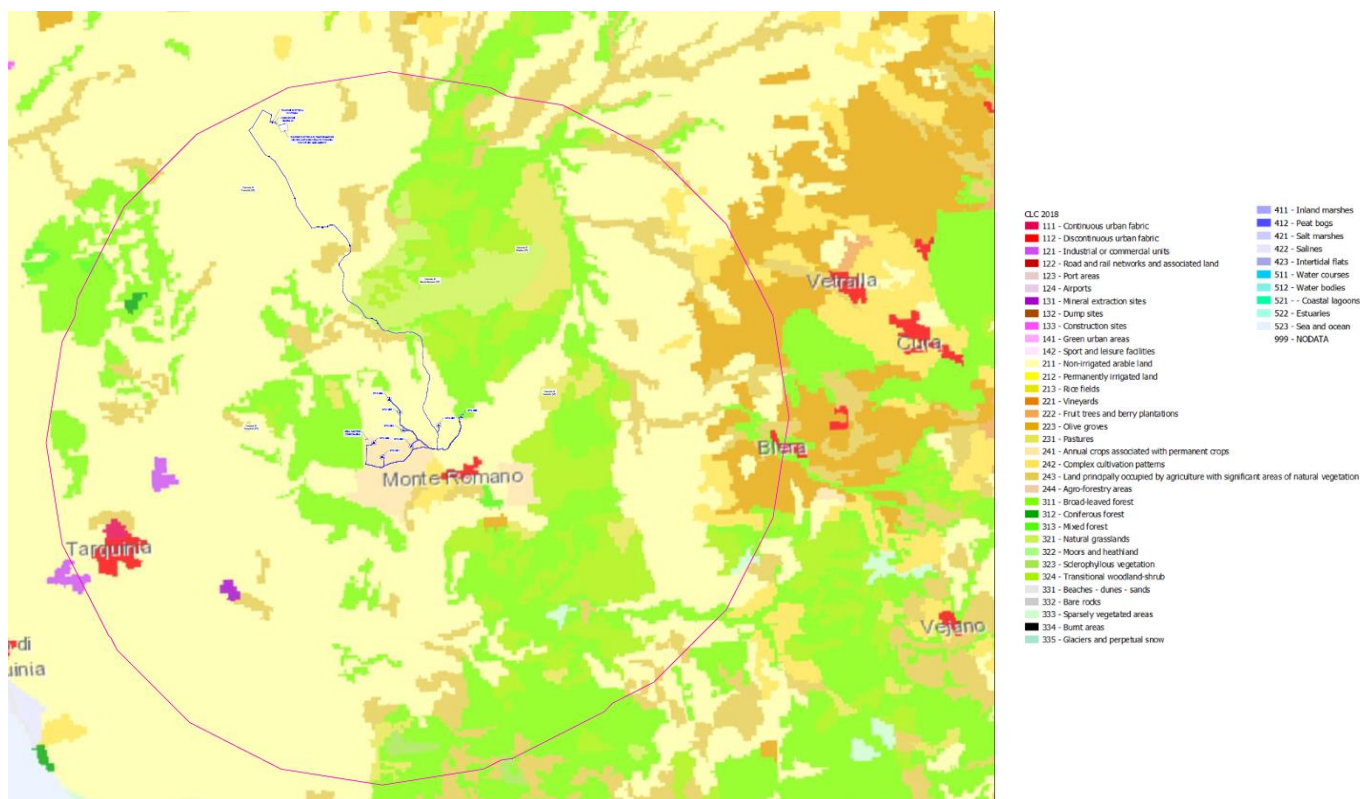 Vetralla
Cura
Blera
Monte Romano
Tarquinia
di
uinia
Vejano
CLC 2018
111 - Continuous urban fabric
112 - Discontinuous urban fabric
121 - Industrial or commercial units
122 - Road and rail networks and associated land
123 - Port areas
124 - Airports
131 - Mineral extraction sites
132 - Dump sites
133 - Construction sites
141 - Green urban areas
142 - Sport and leisure facilities
211 - Non-irrigated arable land
212 - Permanently irrigated land
213 - Rice fields
221 - Vineyards
222 - Fruit trees and berry plantations
223 - Olive groves
231 - Pastures
241 - Annual crops associated with permanent crops
242 - Complex cultivation patterns
243 - Land principally occupied by agriculture with significant areas of natural vegetation
244 - Agro-forestry areas
311 - Broad-leaved forest
312 - Coniferous forest
313 - Mixed forest
321 - Natural grasslands
322 - Moors and heathland
323 - Sclerophyllous vegetation
324 - Transitional woodland-shrub
331 - Beaches - dunes - sands
332 - Bare rocks
333 - Sparsely vegetated areas
334 - Burnt areas
335 - Glaciers and perpetual snow
411 - Inland marshes
412 - Peat bogs
421 - Salt marshes
422 - Salines
423 - Intertidal flats
511 - Water courses
512 - Water bodies
521 - - Coastal lagoons
522 - Estuaries
523 - Sea and ocean
999 - NODATA